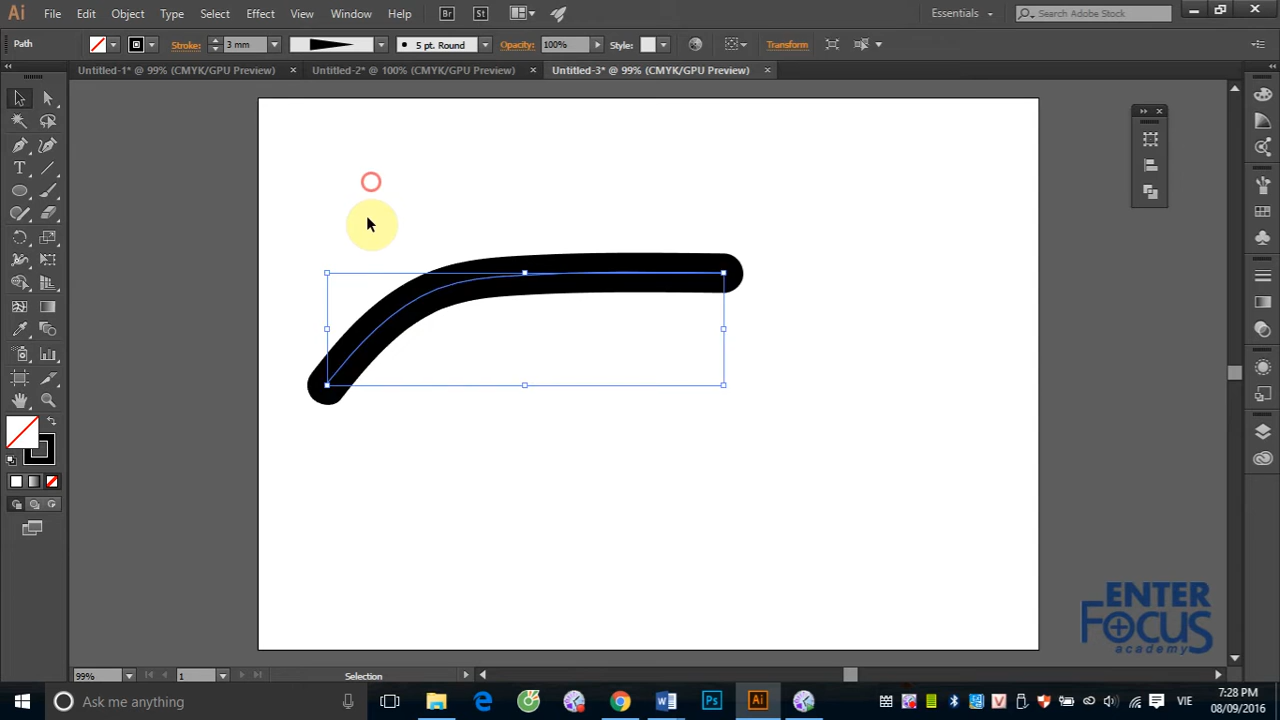 Ai File Edit Object Type Select Effect View Window Help Br St Essentials Search Adobe Stock
Path Stroke: 3 mm 5 pt. Round Opacity: 100% Style: Transform
Untitled-1* @ 99% (CMYK/GPU Preview) × Untitled-2* @ 100% (CMYK/GPU Preview) × Untitled-3* @ 99% (CMYK/GPU Preview) ×
T
ENTER
FOCUS
academy
99% 1 Selection
Ask me anything Ps Ai VIE 7:28 PM
08/09/2016